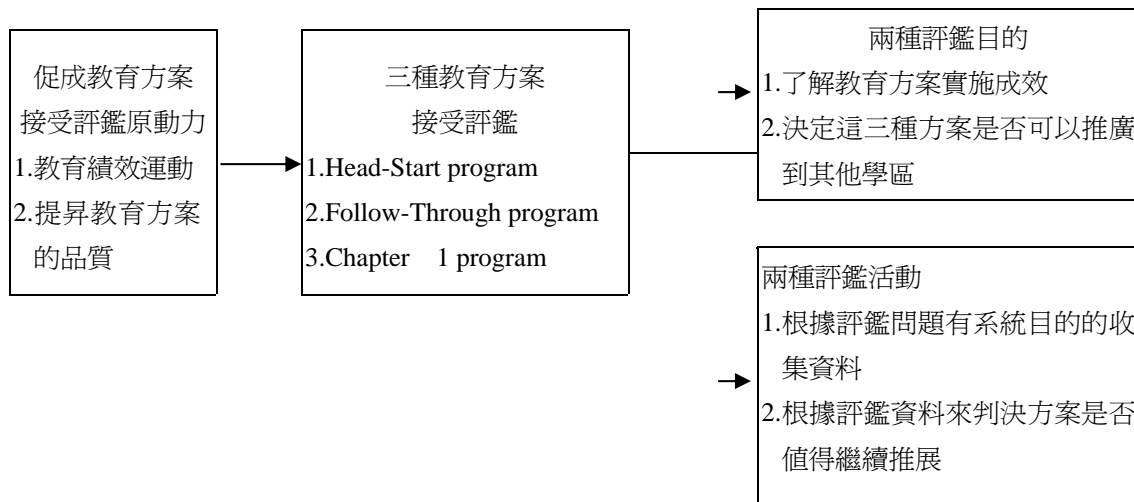 促成教育方案
接受評鑑原動力
1.教育績效運動
2.提昇教育方案
的品質
三種教育方案
接受評鑑
1.Head-Start program
2.Follow-Through program
3.Chapter 1 program
兩種評鑑目的
1.了解教育方案實施成效
2.決定這三種方案是否可以推廣
到其他學區
兩種評鑑活動
1.根據評鑑問題有系統目的的收
集資料
2.根據評鑑資料來判決方案是否
值得繼續推展